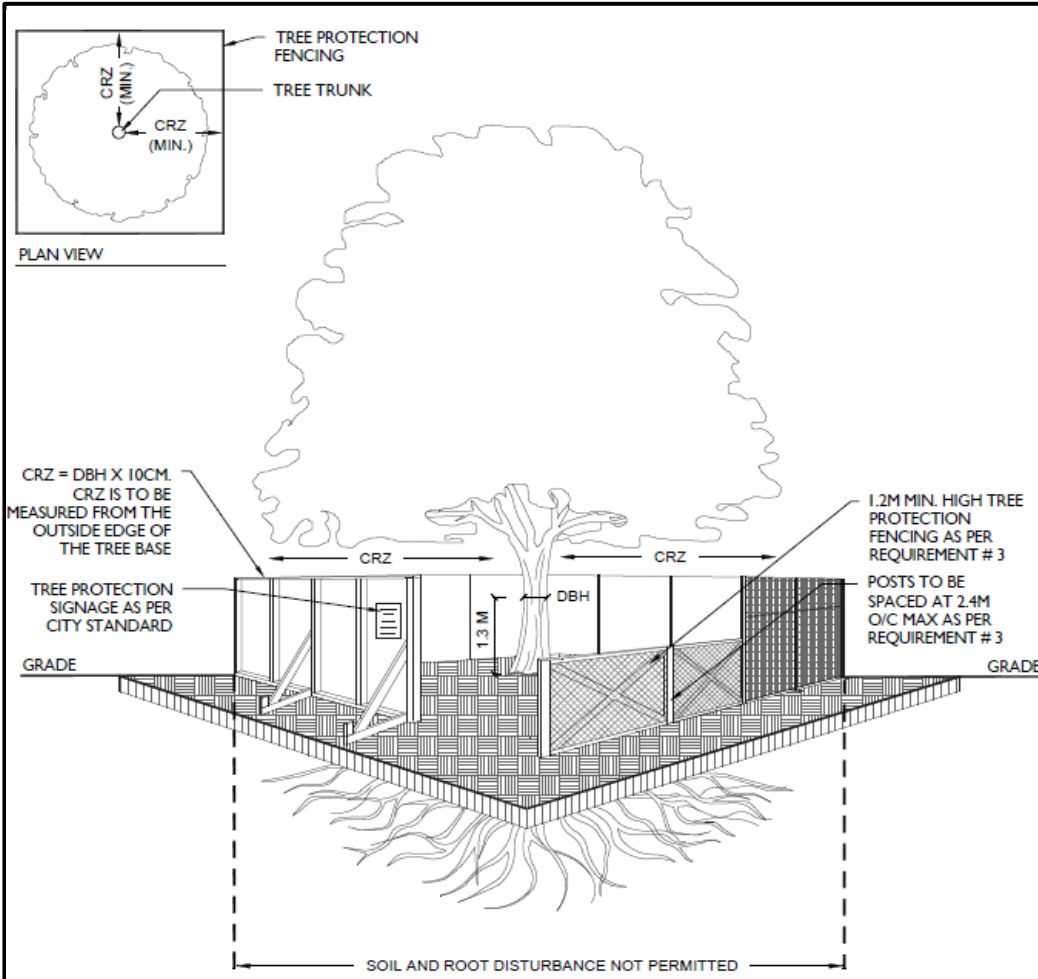 TREE PROTECTION
FENCING
TREE TRUNK
CRZ
(MIN.)
CRZ
(MIN.)
PLAN VIEW
CRZ = DBH X 10CM.
CRZ IS TO BE
MEASURED FROM THE
OUTSIDE EDGE OF
THE TREE BASE
TREE PROTECTION
SIGNAGE AS PER
CITY STANDARD
GRADE
CRZ
CRZ
DBH
1.3 M
1.2M MIN. HIGH TREE
PROTECTION
FENCING AS PER
REQUIREMENT # 3
POSTS TO BE
SPACED AT 2.4M
O/C MAX AS PER
REQUIREMENT # 3
GRADE
SOIL AND ROOT DISTURBANCE NOT PERMITTED